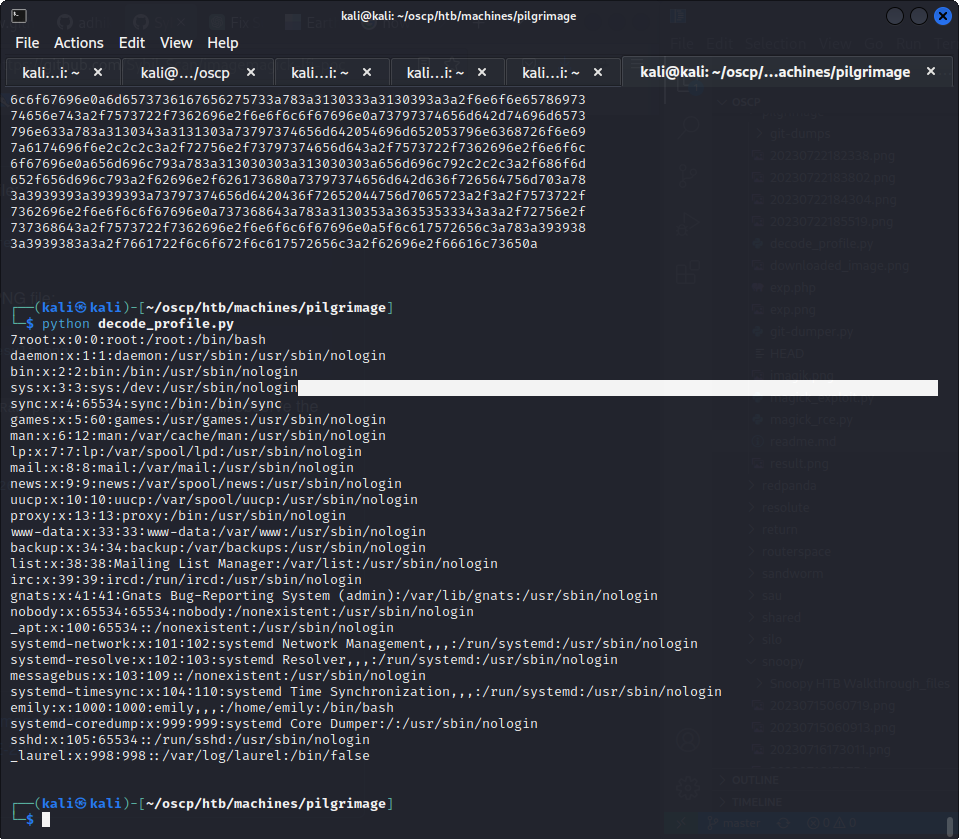 kali@kali: ~/oscp/htb/machines/pilgrimage
File Actions Edit View Help
kali…i: ~ × kali@…/oscp × kali…i: ~ × kali…i: ~ × kali…i: ~ × kali@kali: ~/oscp/…achines/pilgrimage ×
6c6f67696e0a6d6573736167656275733a783a3130333a3130393a3a2f6e6f6e65786973
74656e743a2f7573722f7362696e2f6e6f6c6f67696e0a73797374656d642d74696d6573
796e633a783a3130343a3131303a73797374656d642054696d652053796e6368726f6e69
7a6174696f6e2c2c2c3a2f72756e2f73797374656d643a2f7573722f7362696e2f6e6f6c
6f67696e0a656d696c793a783a313030303a313030303a656d696c792c2c2c3a2f686f6d
652f656d696c793a2f62696e2f626173680a73797374656d642d636f726564756d703a78
3a3939393a3939393a73797374656d6420436f72652044756d7065723a2f3a2f7573722f
7362696e2f6e6f6c6f67696e0a737368643a783a3130353a36353533343a3a2f72756e2f
737368643a2f7573722f7362696e2f6e6f6c6f67696e0a5f6c617572656c3a783a393938
3a3939383a3a2f7661722f6c6f672f6c617572656c3a2f62696e2f66616c73650a
┌──(kali㉿kali)-[~/oscp/htb/machines/pilgrimage]
└─$ python decode_profile.py
7root:x:0:0:root:/root:/bin/bash
daemon:x:1:1:daemon:/usr/sbin:/usr/sbin/nologin
bin:x:2:2:bin:/bin:/usr/sbin/nologin
sys:x:3:3:sys:/dev:/usr/sbin/nologin
sync:x:4:65534:sync:/bin:/bin/sync
games:x:5:60:games:/usr/games:/usr/sbin/nologin
man:x:6:12:man:/var/cache/man:/usr/sbin/nologin
lp:x:7:7:lp:/var/spool/lpd:/usr/sbin/nologin
mail:x:8:8:mail:/var/mail:/usr/sbin/nologin
news:x:9:9:news:/var/spool/news:/usr/sbin/nologin
uucp:x:10:10:uucp:/var/spool/uucp:/usr/sbin/nologin
proxy:x:13:13:proxy:/bin:/usr/sbin/nologin
www-data:x:33:33:www-data:/var/www:/usr/sbin/nologin
backup:x:34:34:backup:/var/backups:/usr/sbin/nologin
list:x:38:38:Mailing List Manager:/var/list:/usr/sbin/nologin
irc:x:39:39:ircd:/run/ircd:/usr/sbin/nologin
gnats:x:41:41:Gnats Bug-Reporting System (admin):/var/lib/gnats:/usr/sbin/nologin
nobody:x:65534:65534:nobody:/nonexistent:/usr/sbin/nologin
_apt:x:100:65534::/nonexistent:/usr/sbin/nologin
systemd-network:x:101:102:systemd Network Management,,,:/run/systemd:/usr/sbin/nologin
systemd-resolve:x:102:103:systemd Resolver,,,:/run/systemd:/usr/sbin/nologin
messagebus:x:103:109::/nonexistent:/usr/sbin/nologin
systemd-timesync:x:104:110:systemd Time Synchronization,,,:/run/systemd:/usr/sbin/nologin
emily:x:1000:1000:emily,,,:/home/emily:/bin/bash
systemd-coredump:x:999:999:systemd Core Dumper:/:/usr/sbin/nologin
sshd:x:105:65534::/run/sshd:/usr/sbin/nologin
_laurel:x:998:998::/var/log/laurel:/bin/false
┌──(kali㉿kali)-[~/oscp/htb/machines/pilgrimage]
└─$